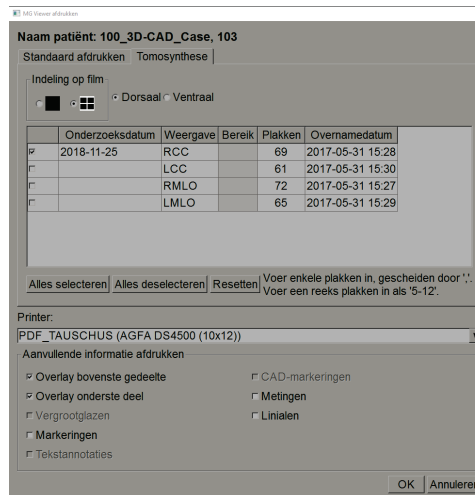 MG Viewer afdrukken
Naam patiënt: 100_3D-CAD_Case, 103
Standaard afdrukken Tomosynthese
Indeling op film
Dorsaal Ventraal
Onderzoeksdatum Weergave Bereik Plakken Overnamedatum
2018-11-25 RCC 69 2017-05-31 15:28
LCC 61 2017-05-31 15:30
RMLO 72 2017-05-31 15:27
LMLO 65 2017-05-31 15:29
Alles selecteren Alles deselecteren Resetten Voer enkele plakken in, gescheiden door ','.
Voer een reeks plakken in als '5-12'.
Printer:
PDF_TAUSCHUS (AGFA DS4500 (10x12))
Aanvullende informatie afdrukken
Overlay bovenste gedeelte CAD-markeringen
Overlay onderste deel Metingen
Vergrootglazen Linialen
Markeringen
Tekstannotaties
OK Annuleren